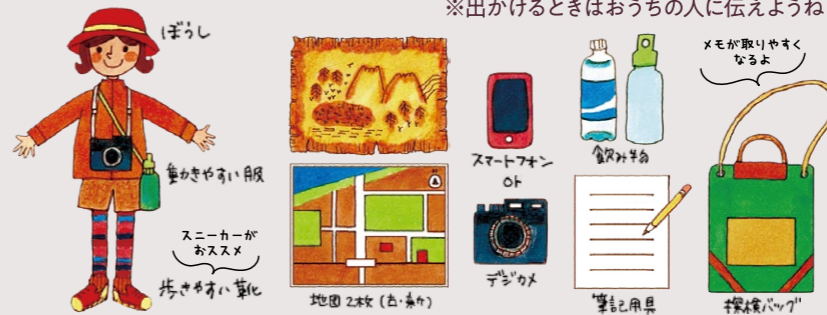 ※出かけるときはおうちの人に伝えようね
ぼうし
動きやすい服
スニーカーが
おススメ
歩きやすい靴
地図2枚(古・新)
スマートフォン
or
デジカメ
飲み物
筆記用具
メモが取りやすく
なるよ
探検バッグ